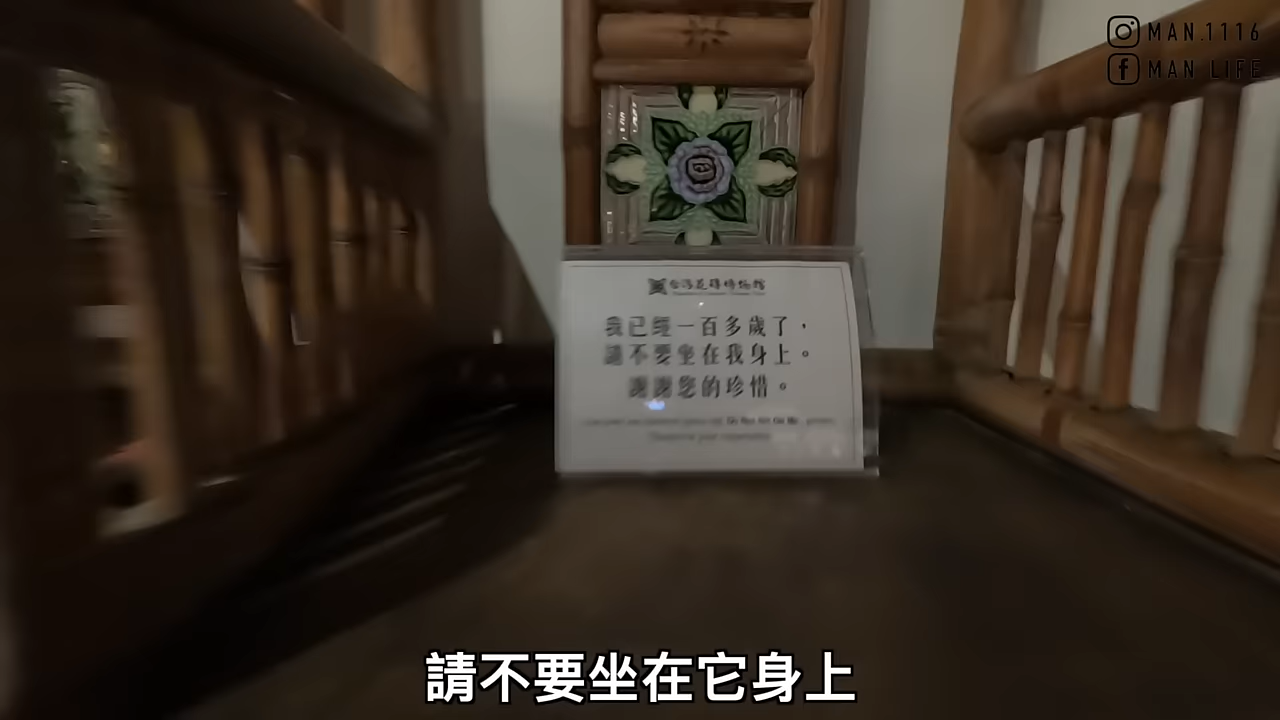 MAN.1116
MAN LIFE
台灣花磚博物館
我已經一百多歲了，
請不要坐在我身上。
謝謝您的珍惜。
請不要坐在它身上